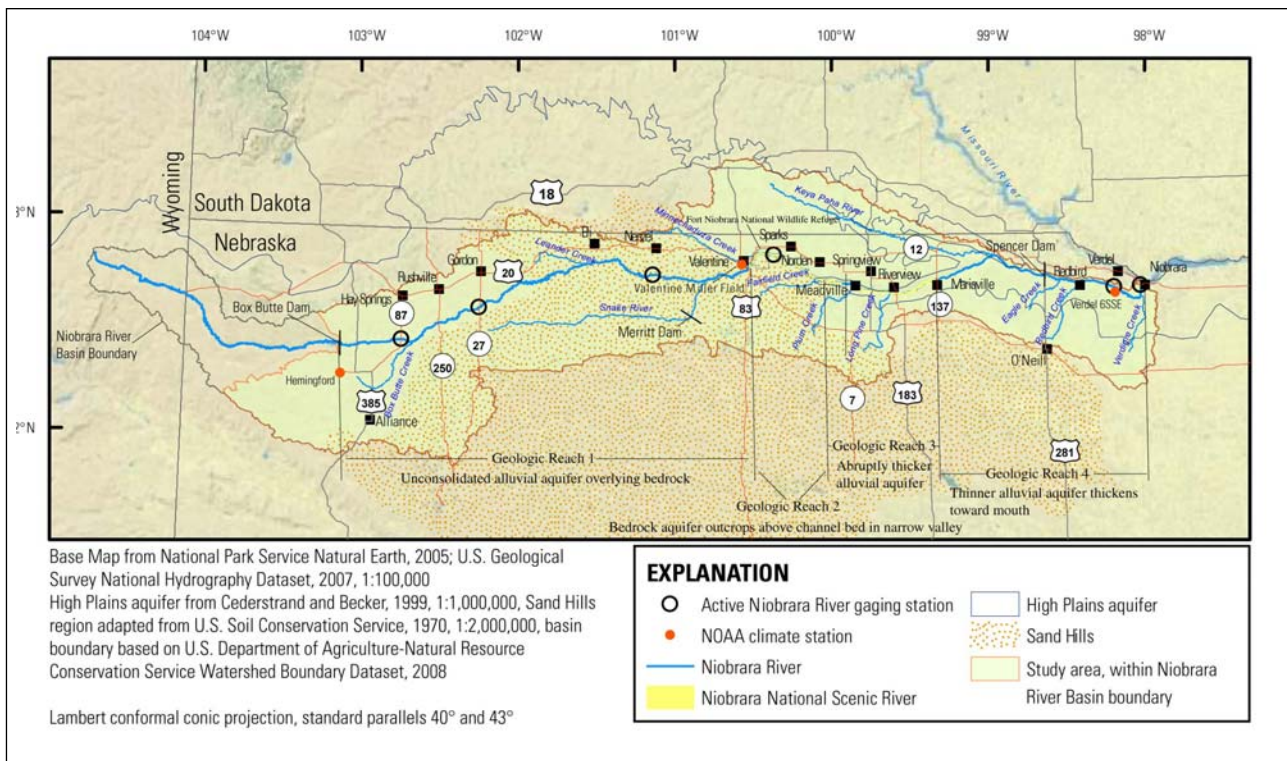 104°W 103°W 102°W 101°W 100°W 99°W 98°W
Missouri River
Wyoming
South Dakota
Nebraska
18
3°N
Keya Paha River
Minnechaduza Creek
Fort Niobrara National Wildlife Refuge
Sparks
12
Spencer Dam
Leander Creek
Nenzel
Valentine
Norden
Springview
Verdel
Niobrara
Gordon
20
Valentine Miller Field
Fairfield Creek
Riverview
Redbird
Rushville
Hay Springs
Meadville
Mariaville
Eagle Creek
Verdel 6SSE
Box Butte Dam
87
Snake River
83
137
Redbird Creek
Verdigre Creek
Merritt Dam
Plum Creek
Long Pine Creek
Niobrara River
Basin Boundary
27
O'Neill
250
Hemingford
Box Butte Creek
385
7
183
Alliance
2°N
281
Geologic Reach 1
Unconsolidated alluvial aquifer overlying bedrock
Geologic Reach 3
Abruptly thicker
alluvial aquifer
Geologic Reach 4
Thinner alluvial aquifer thickens
toward mouth
Geologic Reach 2
Bedrock aquifer outcrops above channel bed in narrow valley
Base Map from National Park Service Natural Earth, 2005; U.S. Geological
Survey National Hydrography Dataset, 2007, 1:100,000
High Plains aquifer from Cederstrand and Becker, 1999, 1:1,000,000, Sand Hills
region adapted from U.S. Soil Conservation Service, 1970, 1:2,000,000, basin
boundary based on U.S. Department of Agriculture-Natural Resource
Conservation Service Watershed Boundary Dataset, 2008
Lambert conformal conic projection, standard parallels 40° and 43°
EXPLANATION
Active Niobrara River gaging station
NOAA climate station
Niobrara River
Niobrara National Scenic River
High Plains aquifer
Sand Hills
Study area, within Niobrara
River Basin boundary